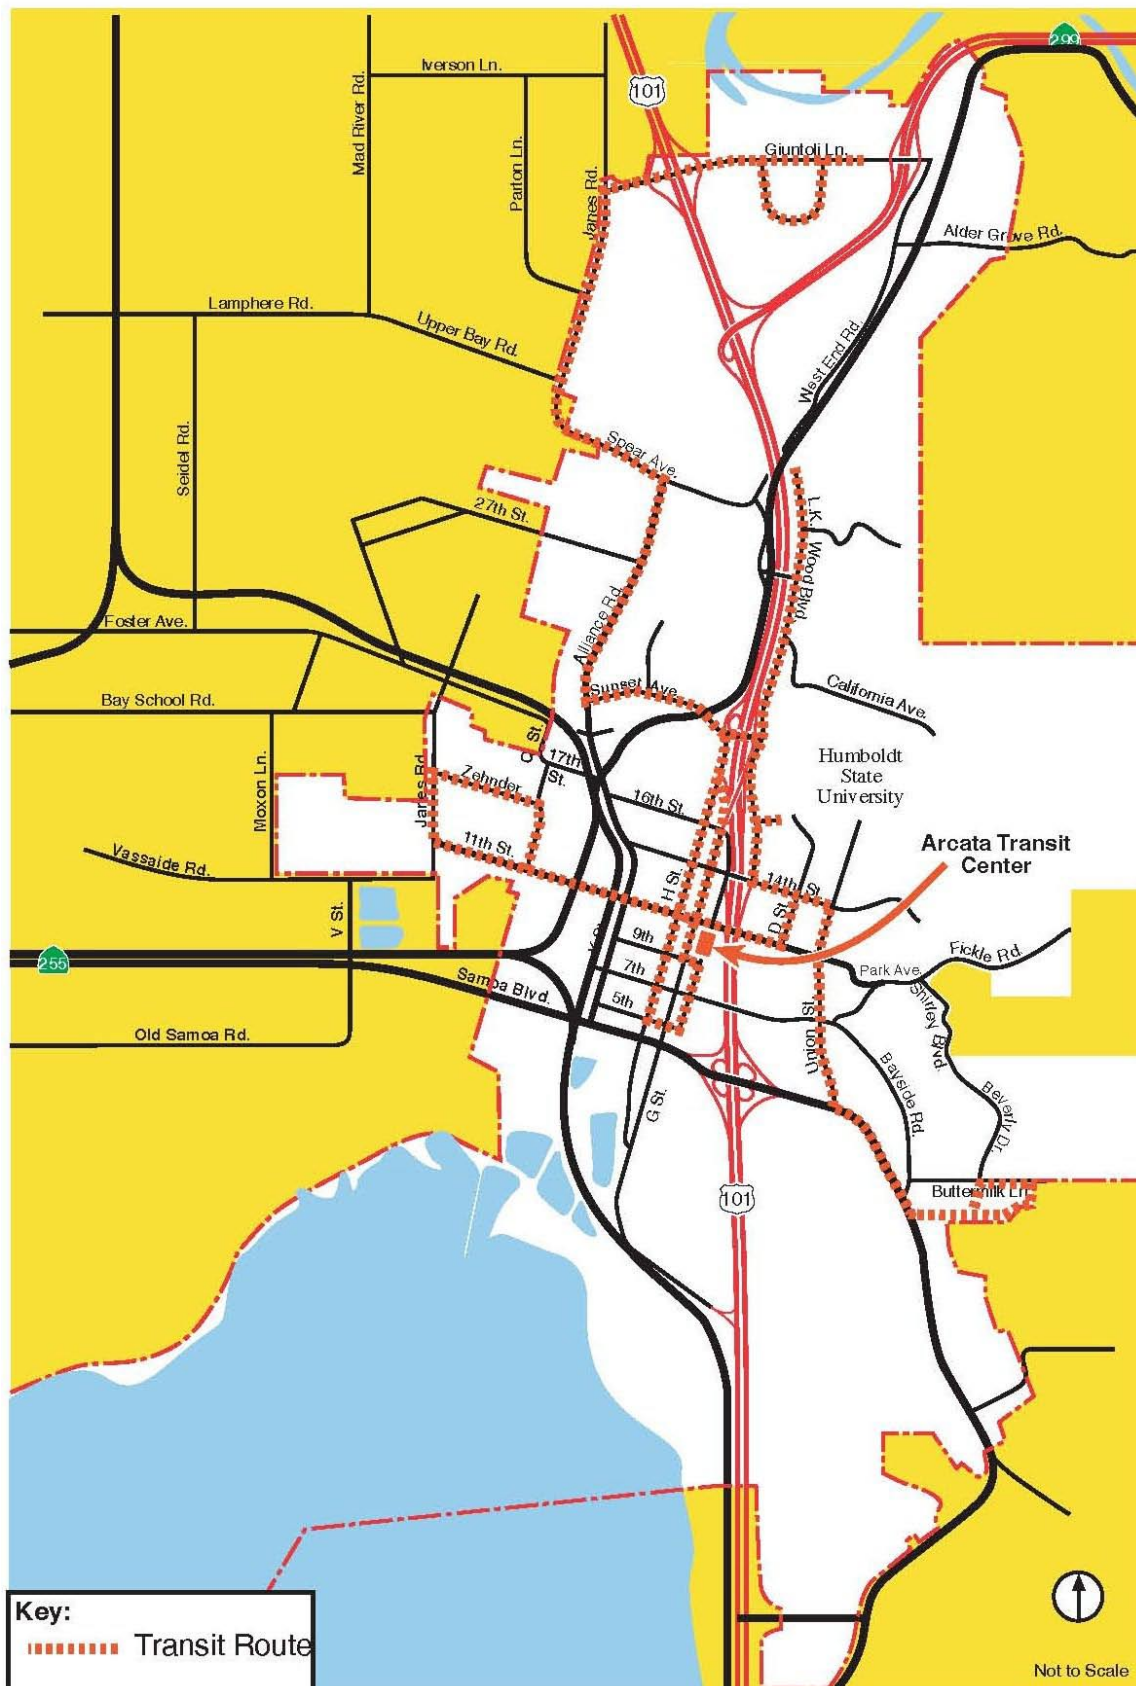 299
Iverson Ln.
101
Mad River Rd.
Parton Ln.
Janes Rd.
Giuntoli Ln.
Alder Grove Rd.
Lamphere Rd.
Upper Bay Rd.
West End Rd.
Seidel Rd.
Spear Ave.
27th St.
L.K. Wood Blvd
Foster Ave.
Alliance Rd.
Sunset Ave.
California Ave.
Bay School Rd.
Q St.
17th
St.
Humboldt
State
University
Moxon Ln.
Janes Rd.
Zehnder
16th St.
Arcata Transit
Center
11th St.
Vassaide Rd.
H St.
14th St.
D St.
V St.
9th
Fickle Rd.
255
7th
Park Ave.
Samoa Blvd.
5th
Shirley Blvd.
Old Samoa Rd.
Union St.
Bayside Rd.
G St.
Beverly Dr.
101
Buttermilk Ln.
Key:
Transit Route
Not to Scale